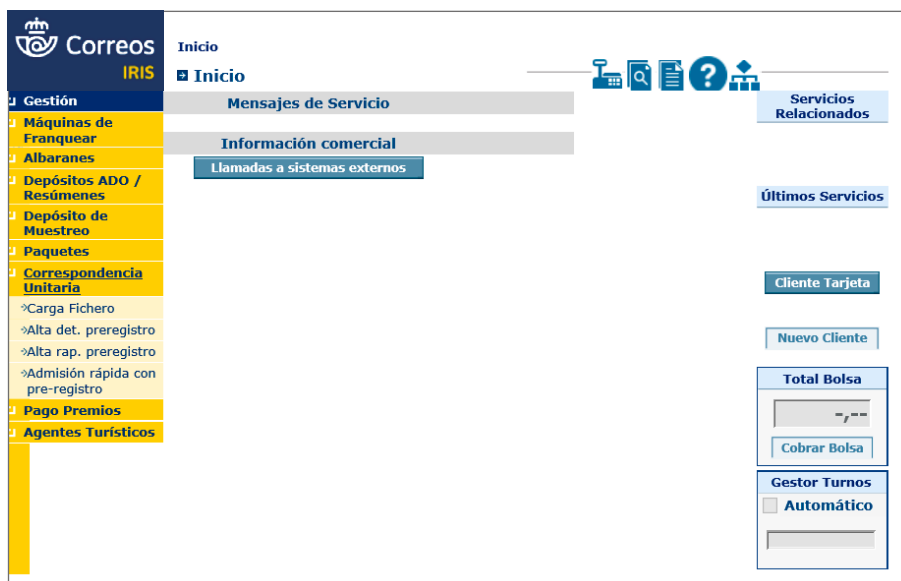 Correos
IRIS
Inicio
Inicio
?
Gestión
Máquinas de
Franquear
Albaranes
Depósitos ADO /
Resúmenes
Depósito de
Muestreo
Paquetes
Correspondencia
Unitaria
Carga Fichero
Alta det. preregistro
Alta rap. preregistro
Admisión rápida con
pre-registro
Pago Premios
Agentes Turísticos
Mensajes de Servicio
Información comercial
Llamadas a sistemas externos
Servicios
Relacionados
Últimos Servicios
Cliente Tarjeta
Nuevo Cliente
Total Bolsa
-,--
Cobrar Bolsa
Gestor Turnos
Automático